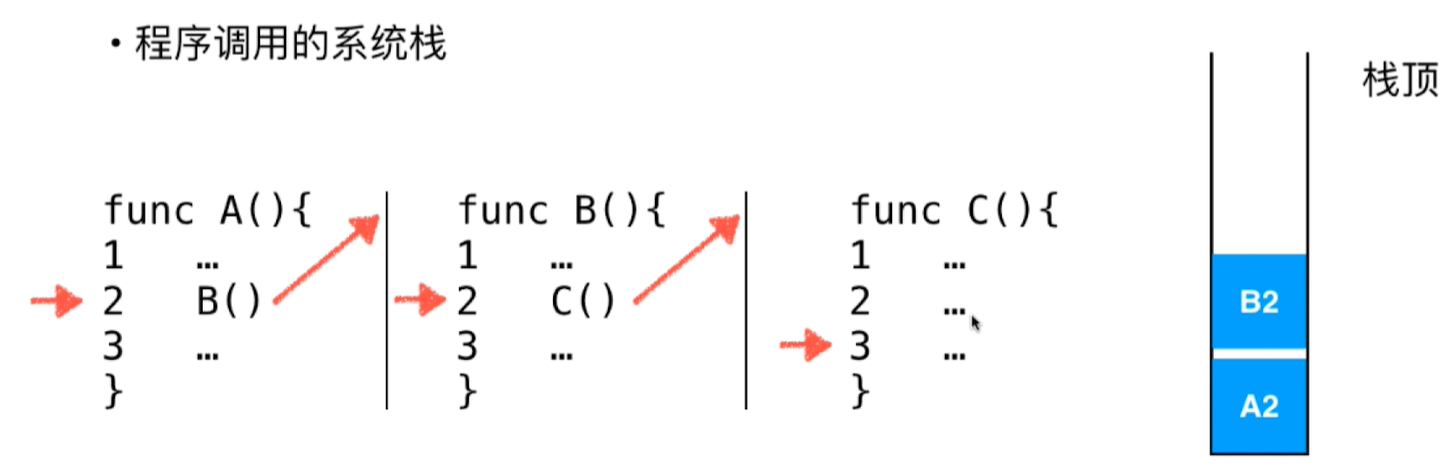 •程序调用的系统栈
栈顶
func A(){
1 …
2 B()
3 …
}
func B(){
1 …
2 C()
3 …
}
func C(){
1 …
2 …
3 …
}
B2
A2